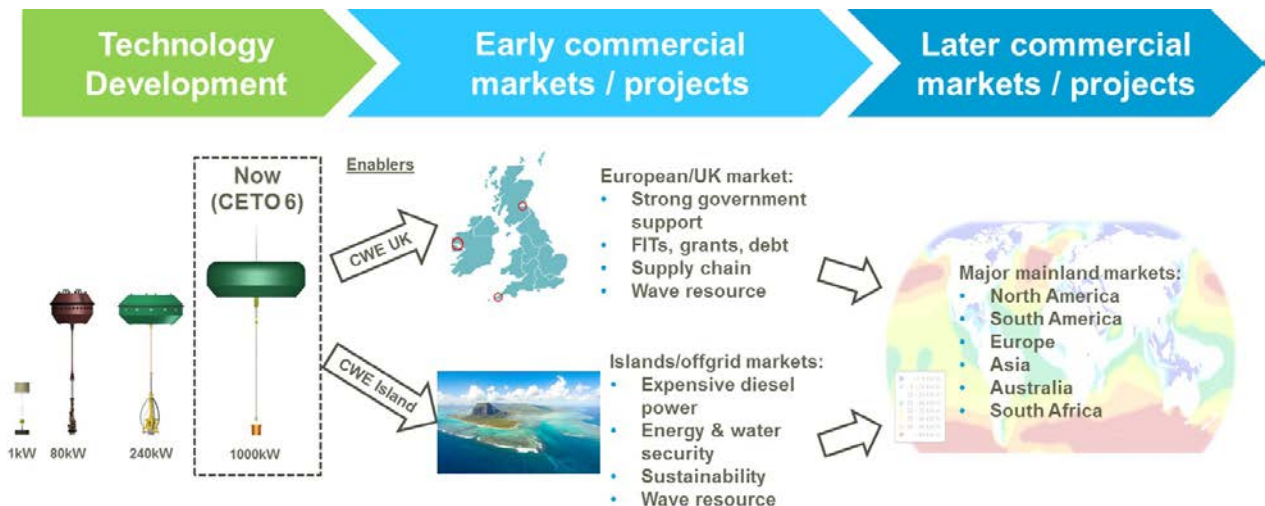 Technology
Development
Early commercial
markets / projects
Later commercial
markets / projects
Now
(CETO 6)
1kW
80kW
240kW
1000kW
Enablers
CWE UK
CWE Island
European/UK market:
• Strong government
support
• FITs, grants, debt
• Supply chain
• Wave resource
Islands/offgrid markets:
• Expensive diesel
power
• Energy & water
security
• Sustainability
• Wave resource
Major mainland markets:
• North America
• South America
• Europe
• Asia
• Australia
• South Africa